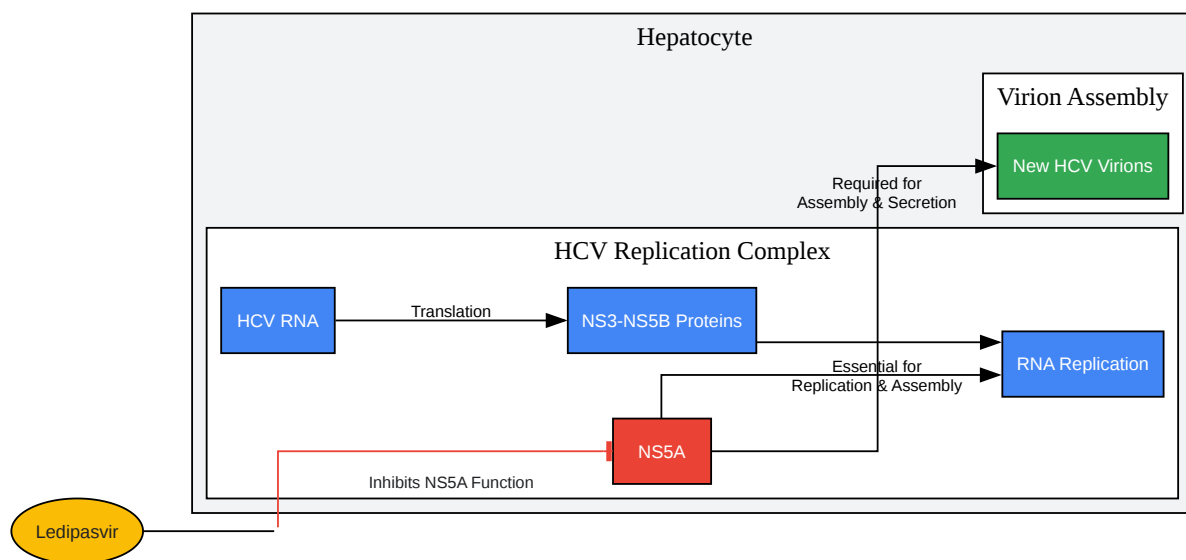 Hepatocyte
Virion Assembly
New HCV Virions
Required for
Assembly & Secretion
HCV Replication Complex
HCV RNA
Translation
NS3-NS5B Proteins
RNA Replication
Essential for
Replication & Assembly
NS5A
Inhibits NS5A Function
Ledipasvir